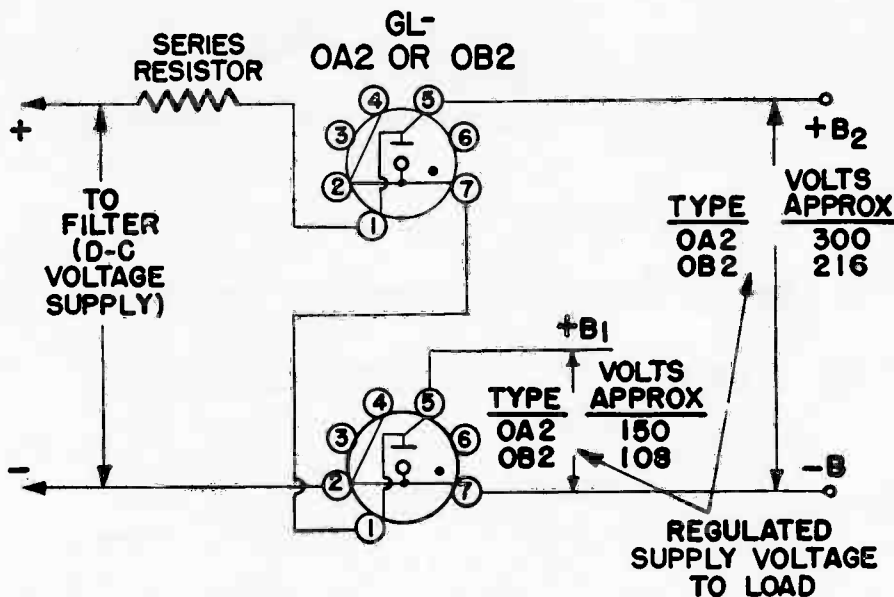 GL-
OA2 OR OB2
SERIES
RESISTOR
4 5
3 6
2 7
1
+
+B2
TO
FILTER
(D-C
VOLTAGE
SUPPLY)
TYPE VOLTS APPROX
OA2 300
OB2 216
+B1
TYPE VOLTS APPROX
OA2 150
OB2 108
4 5
3 6
2 7
1
-
-B
REGULATED
SUPPLY VOLTAGE
TO LOAD